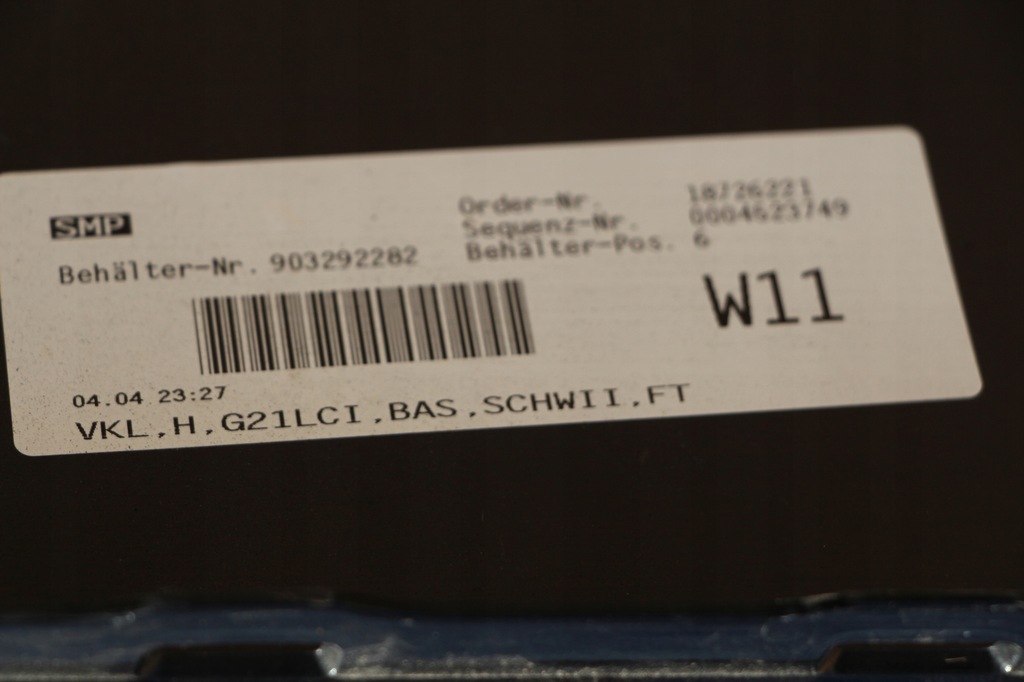 SMP
Order-Nr. 18726221
Sequenz-Nr. 0004623749
Behälter-Nr. 903292282
Behälter-Pos. 6
W11
04.04 23:27
VKL,H,G21LCI,BAS,SCHWII,FT